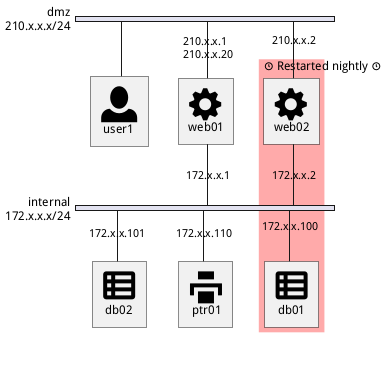 dmz
210.x.x.x/24
210.x.x.1
210.x.x.20
210.x.x.2
Restarted nightly
user1
web01
web02
172.x.x.1
172.x.x.2
internal
172.x.x.x/24
172.x.x.101
172.x.x.110
172.x.x.100
db02
ptr01
db01